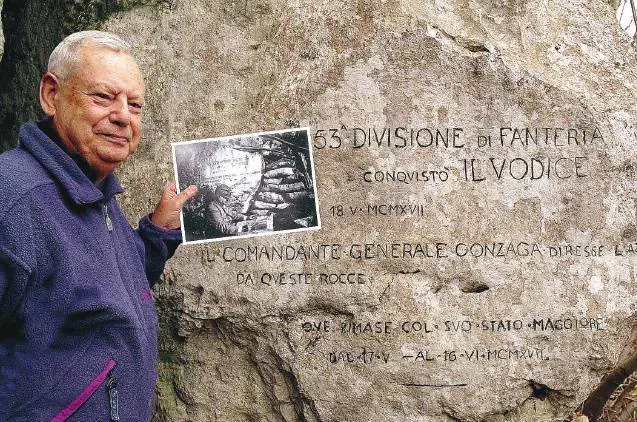 53ᴬ DIVISIONE DI FANTERIA
CONQUISTÒ IL VODICE
18 V · MCMXVII
IL COMANDANTE · GENERALE GONZAGA · DIRESSE
DA QUESTE ROCCE
OVE RIMASE COL · SVO · STATO · MAGGIORE
DAL · 17 · V · — AL · 16 · VI · MCMXVII ·